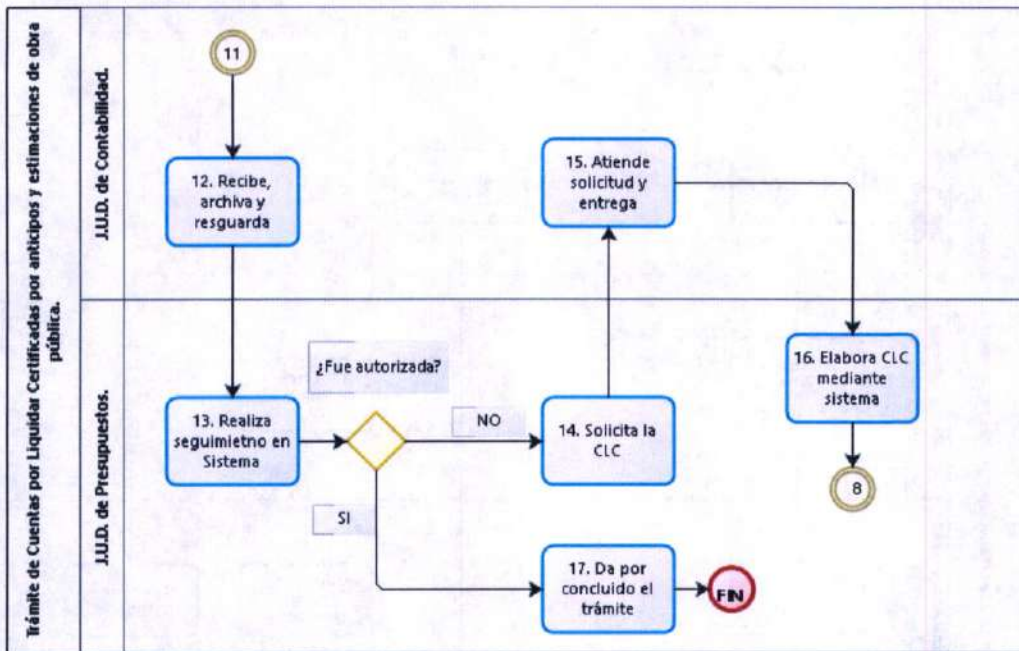 Trámite de Cuentas por Liquidar Certificadas por anticipos y estimaciones de obra
pública.
J.U.D. de Contabilidad.
11
12. Recibe,
archiva y
resguarda
15. Atiende
solicitud y
entrega
J.U.D. de Presupuestos.
13. Realiza
seguimietno en
Sistema
¿Fue autorizada?
NO
14. Solicita la
CLC
16. Elabora CLC
mediante
sistema
8
SI
17. Da por
concluido el
trámite
FIN